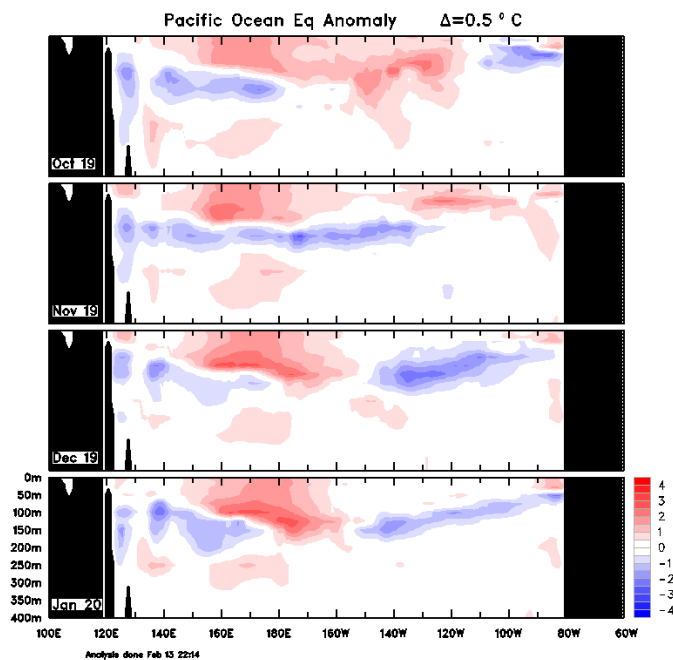 Pacific Ocean Eq Anomaly Δ=0.5 ° C
Oct 19
Nov 19
Dec 19
0m
50m
100m
150m
200m
250m
300m
350m
400m
Jan 20
4
3
2
1
0
-1
-2
-3
-4
100E 120E 140E 160E 180E 160W 140W 120W 100W 80W 60W
Analysis done Feb 13 22:14